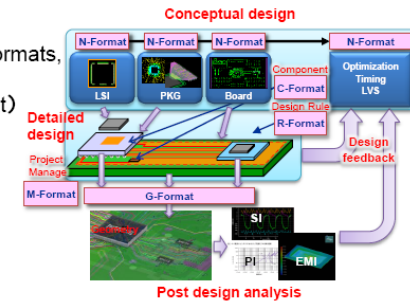 Conceptual design
N-Format N-Format N-Format N-Format
ormats,
Component
Optimization
Timing
LVS
C-Format
LSI PKG Board
t)
Design Rule
R-Format
Detailed
design
Design
feedback
Project
Manage
M-Format
G-Format
Geometry
SI
PI
EMI
Post design analysis